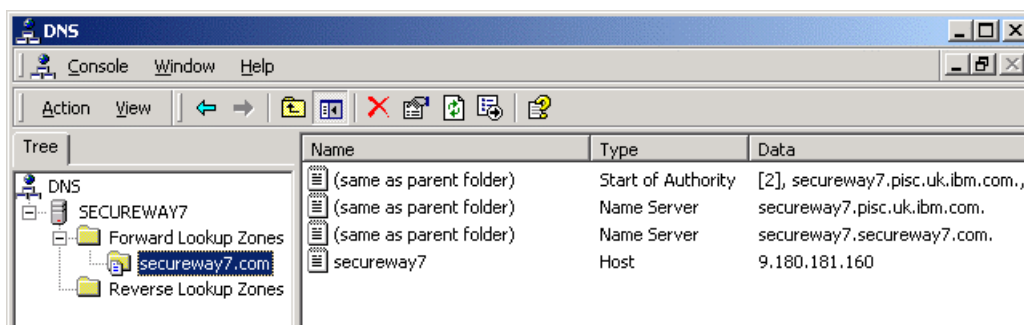 DNS
Console Window Help
Action View
Tree
Name Type Data
DNS
SECUREWAY7
Forward Lookup Zones
secureway7.com
Reverse Lookup Zones
(same as parent folder) Start of Authority [2], secureway7.pisc.uk.ibm.com.,
(same as parent folder) Name Server secureway7.pisc.uk.ibm.com.
(same as parent folder) Name Server secureway7.secureway7.com.
secureway7 Host 9.180.181.160